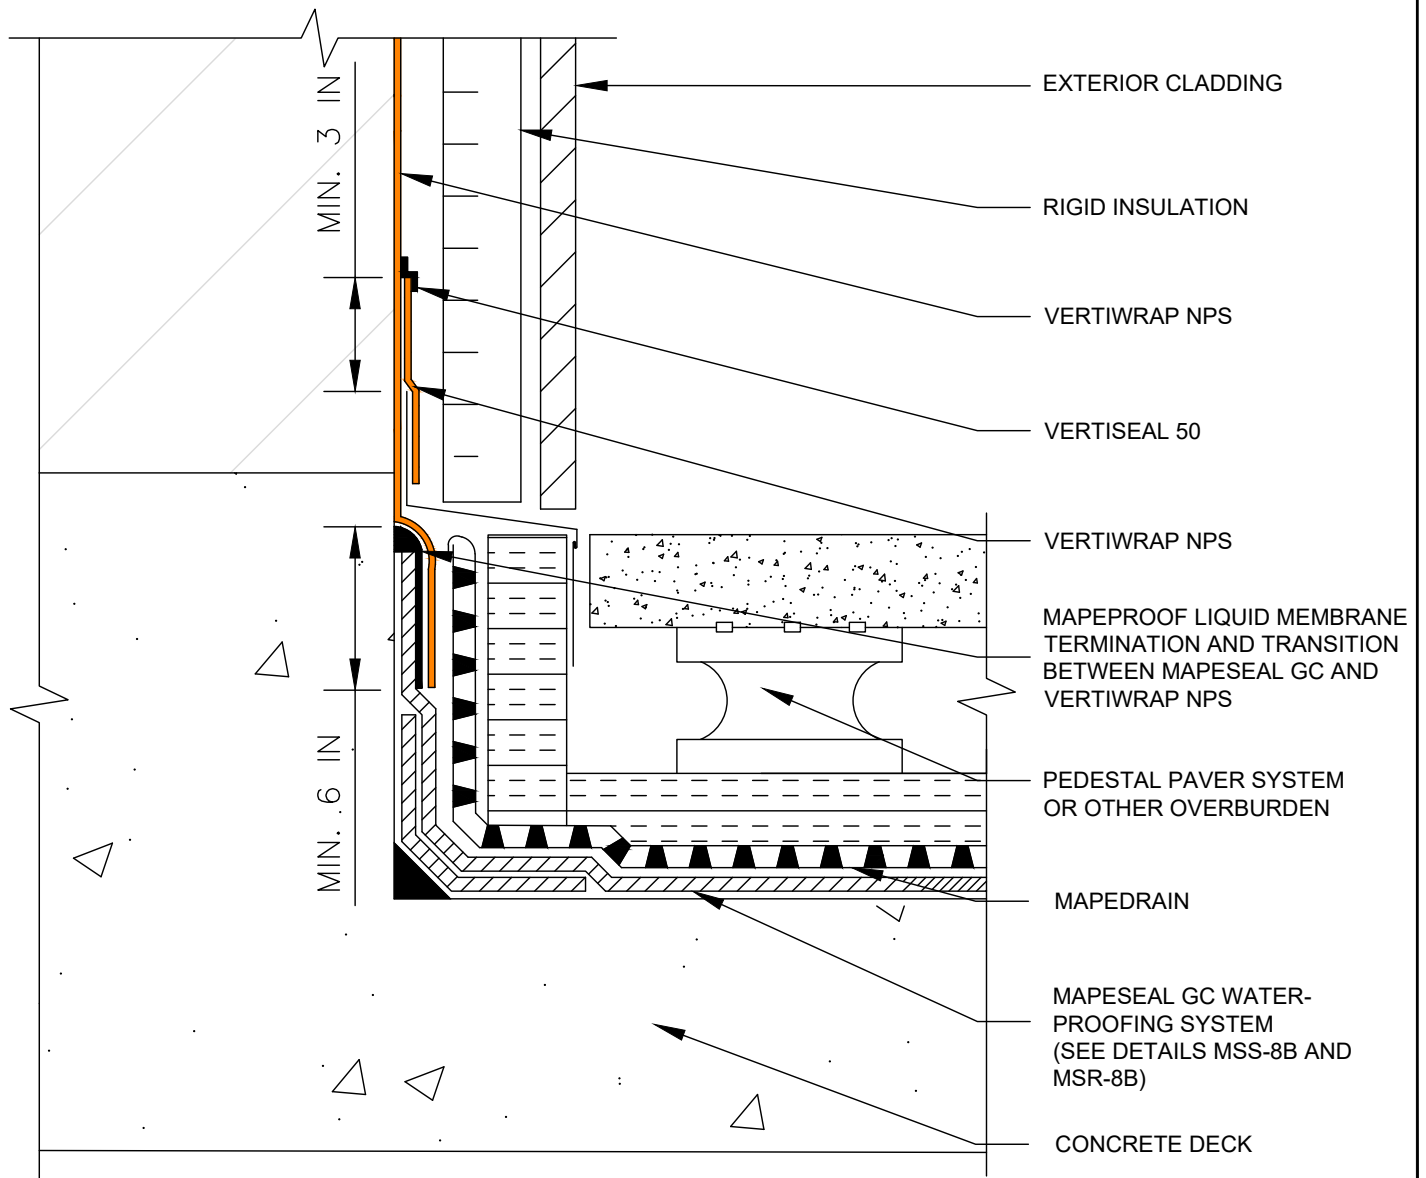 EXTERIOR CLADDING
MIN. 3 IN
RIGID INSULATION
VERTIWRAP NPS
VERTISEAL 50
VERTIWRAP NPS
MAPEPROOF LIQUID MEMBRANE
TERMINATION AND TRANSITION
BETWEEN MAPESEAL GC AND
VERTIWRAP NPS
MIN. 6 IN
PEDESTAL PAVER SYSTEM
OR OTHER OVERBURDEN
MAPEDRAIN
MAPESEAL GC WATER-
PROOFING SYSTEM
(SEE DETAILS MSS-8B AND
MSR-8B)
CONCRETE DECK